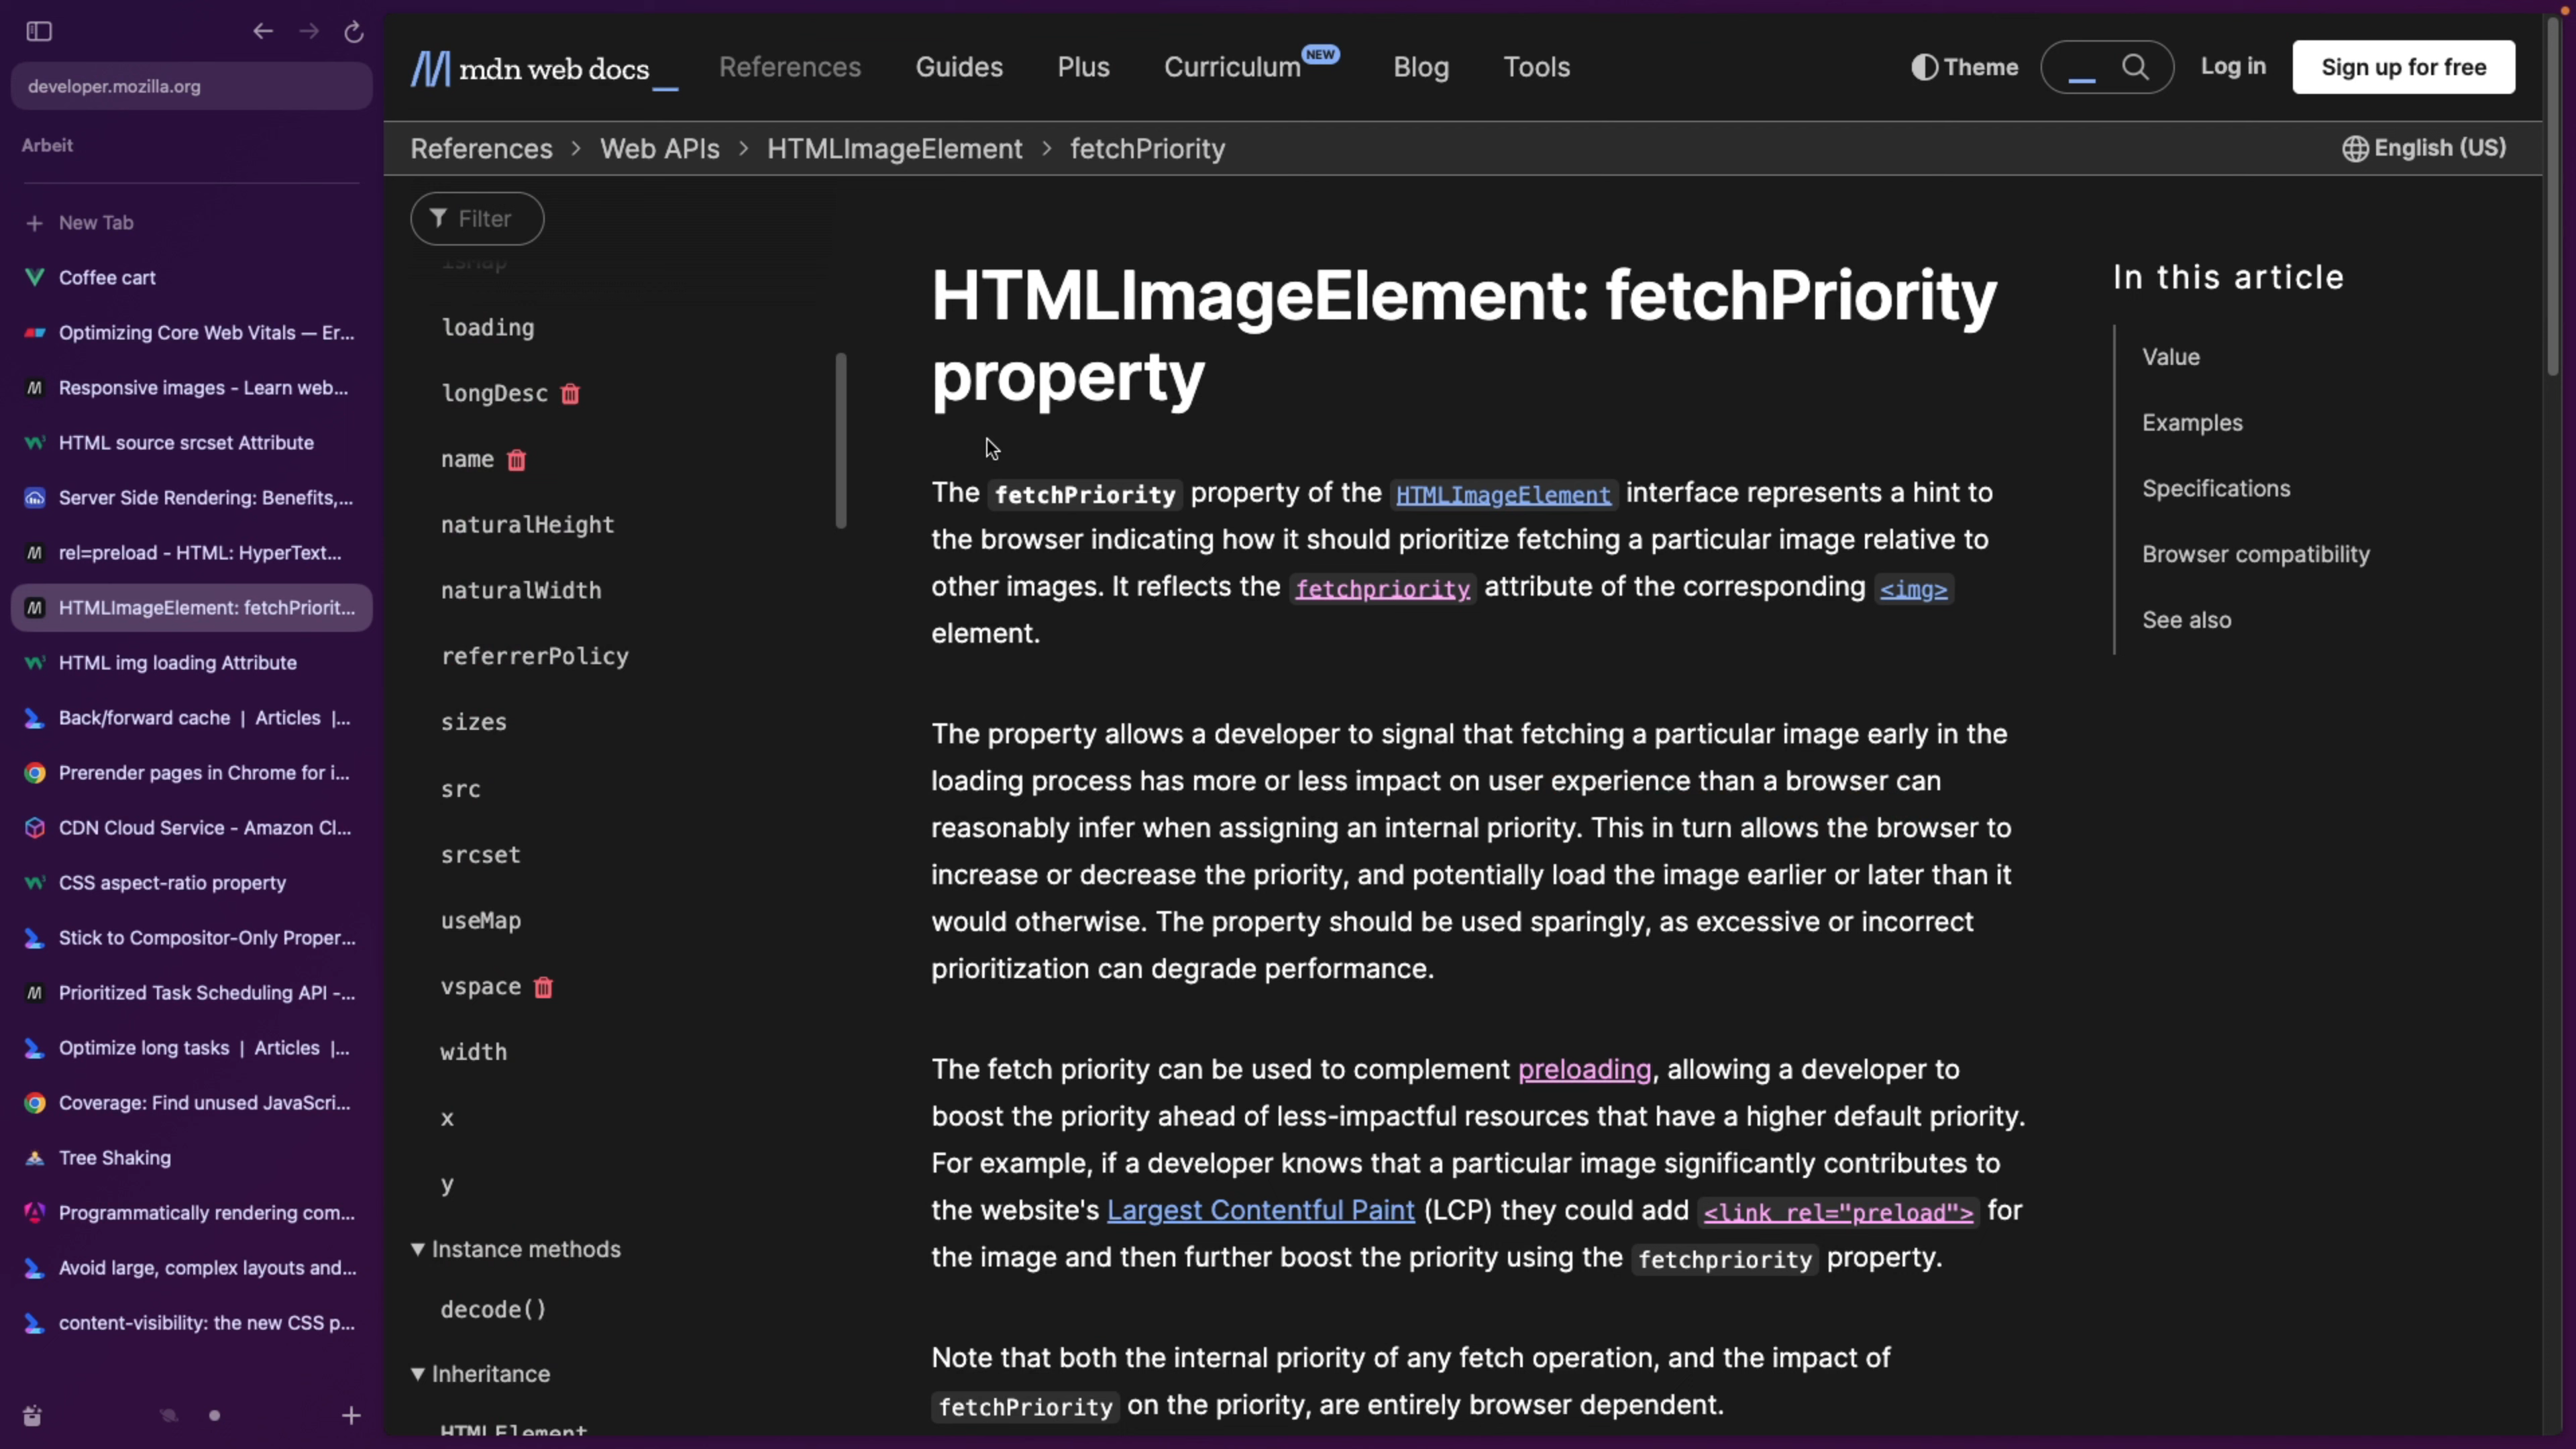 developer.mozilla.org
Arbeit
New Tab
Coffee cart
Optimizing Core Web Vitals — Er...
Responsive images - Learn web...
HTML source srcset Attribute
Server Side Rendering: Benefits,...
rel=preload - HTML: HyperText...
HTMLImageElement: fetchPriorit...
HTML img loading Attribute
Back/forward cache | Articles |...
Prerender pages in Chrome for i...
CDN Cloud Service - Amazon Cl...
CSS aspect-ratio property
Stick to Compositor-Only Proper...
Prioritized Task Scheduling API -...
Optimize long tasks | Articles |...
Coverage: Find unused JavaScri...
Tree Shaking
Programmatically rendering com...
Avoid large, complex layouts and...
content-visibility: the new CSS p...
mdn web docs_ References Guides Plus Curriculum NEW Blog Tools Theme Log in Sign up for free
References > Web APIs > HTMLImageElement > fetchPriority English (US)
Filter
isMap
loading
longDesc
name
naturalHeight
naturalWidth
referrerPolicy
sizes
src
srcset
useMap
vspace
width
x
y
Instance methods
decode()
Inheritance
HTMLElement
HTMLImageElement: fetchPriority
property
The fetchPriority property of the HTMLImageElement interface represents a hint to
the browser indicating how it should prioritize fetching a particular image relative to
other images. It reflects the fetchpriority attribute of the corresponding <img>
element.
The property allows a developer to signal that fetching a particular image early in the
loading process has more or less impact on user experience than a browser can
reasonably infer when assigning an internal priority. This in turn allows the browser to
increase or decrease the priority, and potentially load the image earlier or later than it
would otherwise. The property should be used sparingly, as excessive or incorrect
prioritization can degrade performance.
The fetch priority can be used to complement preloading, allowing a developer to
boost the priority ahead of less-impactful resources that have a higher default priority.
For example, if a developer knows that a particular image significantly contributes to
the website's Largest Contentful Paint (LCP) they could add <link rel="preload"> for
the image and then further boost the priority using the fetchpriority property.
Note that both the internal priority of any fetch operation, and the impact of
fetchPriority on the priority, are entirely browser dependent.
In this article
Value
Examples
Specifications
Browser compatibility
See also